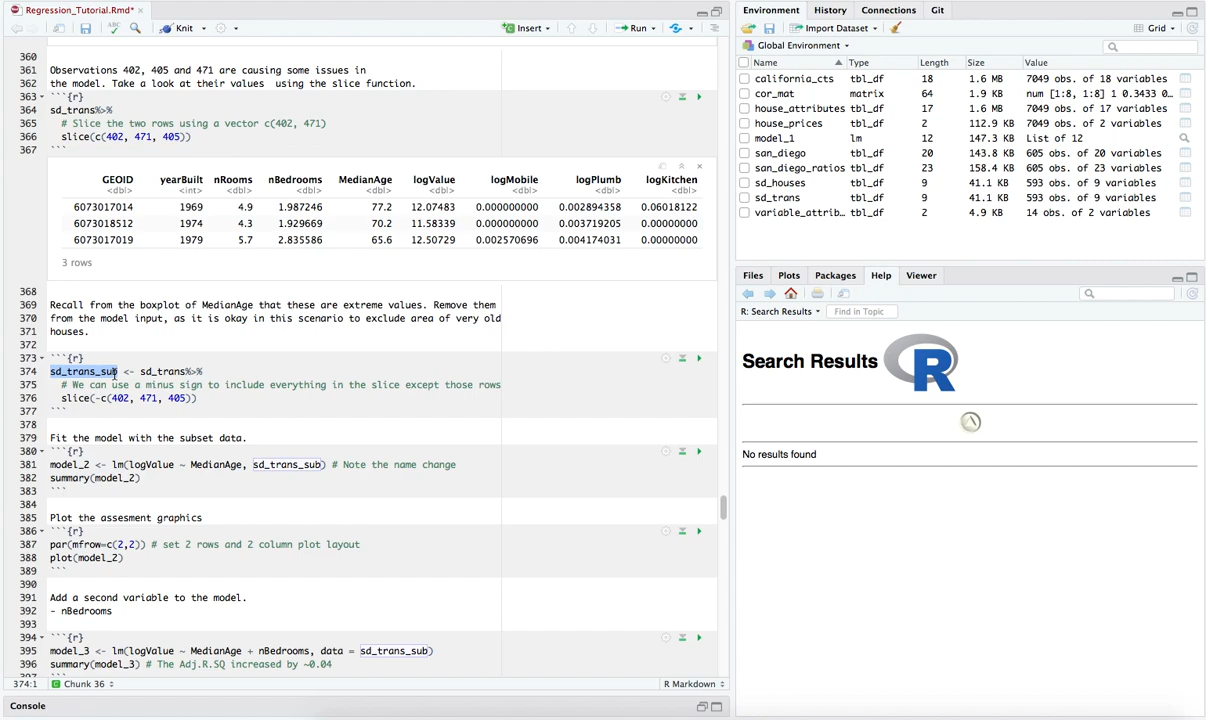 Regression_Tutorial.Rmd*
Knit
Insert
Run
360
361 Observations 402, 405 and 471 are causing some issues in
362 the model. Take a look at their values  using the slice function.
363 ```{r}
364 sd_trans%>%
365   # Slice the two rows using a vector c(402, 471)
366   slice(c(402, 471, 405))
367 ```
GEOID yearBuilt nRooms nBedrooms MedianAge logValue logMobile logPlumb logKitchen
<dbl> <int> <dbl> <dbl> <dbl> <dbl> <dbl> <dbl> <dbl>
6073017014 1969 4.9 1.987246 77.2 12.07483 0.000000000 0.002894358 0.06018122
6073018512 1974 4.3 1.929669 70.2 11.58339 0.000000000 0.003719205 0.00000000
6073017019 1979 5.7 2.835586 65.6 12.50729 0.002570696 0.004174031 0.00000000
3 rows
368
369 Recall from the boxplot of MedianAge that these are extreme values. Remove them
370 from the model input, as it is okay in this scenario to exclude area of very old
371 houses.
372
373 ```{r}
374 sd_trans_sub <- sd_trans%>%
375   # We can use a minus sign to include everything in the slice except those rows
376   slice(-c(402, 471, 405))
377 ```
378
379 Fit the model with the subset data.
380 ```{r}
381 model_2 <- lm(logValue ~ MedianAge, sd_trans_sub) # Note the name change
382 summary(model_2)
383 ```
384
385 Plot the assesment graphics
386 ```{r}
387 par(mfrow=c(2,2)) # set 2 rows and 2 column plot layout
388 plot(model_2)
389 ```
390
391 Add a second variable to the model.
392 - nBedrooms
393
394 ```{r}
395 model_3 <- lm(logValue ~ MedianAge + nBedrooms, data = sd_trans_sub)
396 summary(model_3) # The Adj.R.SQ increased by ~0.04
374:1 Chunk 36 R Markdown
Console
Environment History Connections Git
Import Dataset Grid
Global Environment
Name Type Length Size Value
california_cts tbl_df 18 1.6 MB 7049 obs. of 18 variables
cor_mat matrix 64 1.9 KB num [1:8, 1:8] 1 0.3433 0...
house_attributes tbl_df 17 1.6 MB 7049 obs. of 17 variables
house_prices tbl_df 2 112.9 KB 7049 obs. of 2 variables
model_1 lm 12 147.3 KB List of 12
san_diego tbl_df 20 143.8 KB 605 obs. of 20 variables
san_diego_ratios tbl_df 23 158.4 KB 605 obs. of 23 variables
sd_houses tbl_df 9 41.1 KB 593 obs. of 9 variables
sd_trans tbl_df 9 41.1 KB 593 obs. of 9 variables
variable_attrib... tbl_df 2 4.9 KB 14 obs. of 2 variables
Files Plots Packages Help Viewer
R: Search Results Find in Topic
Search Results R
No results found